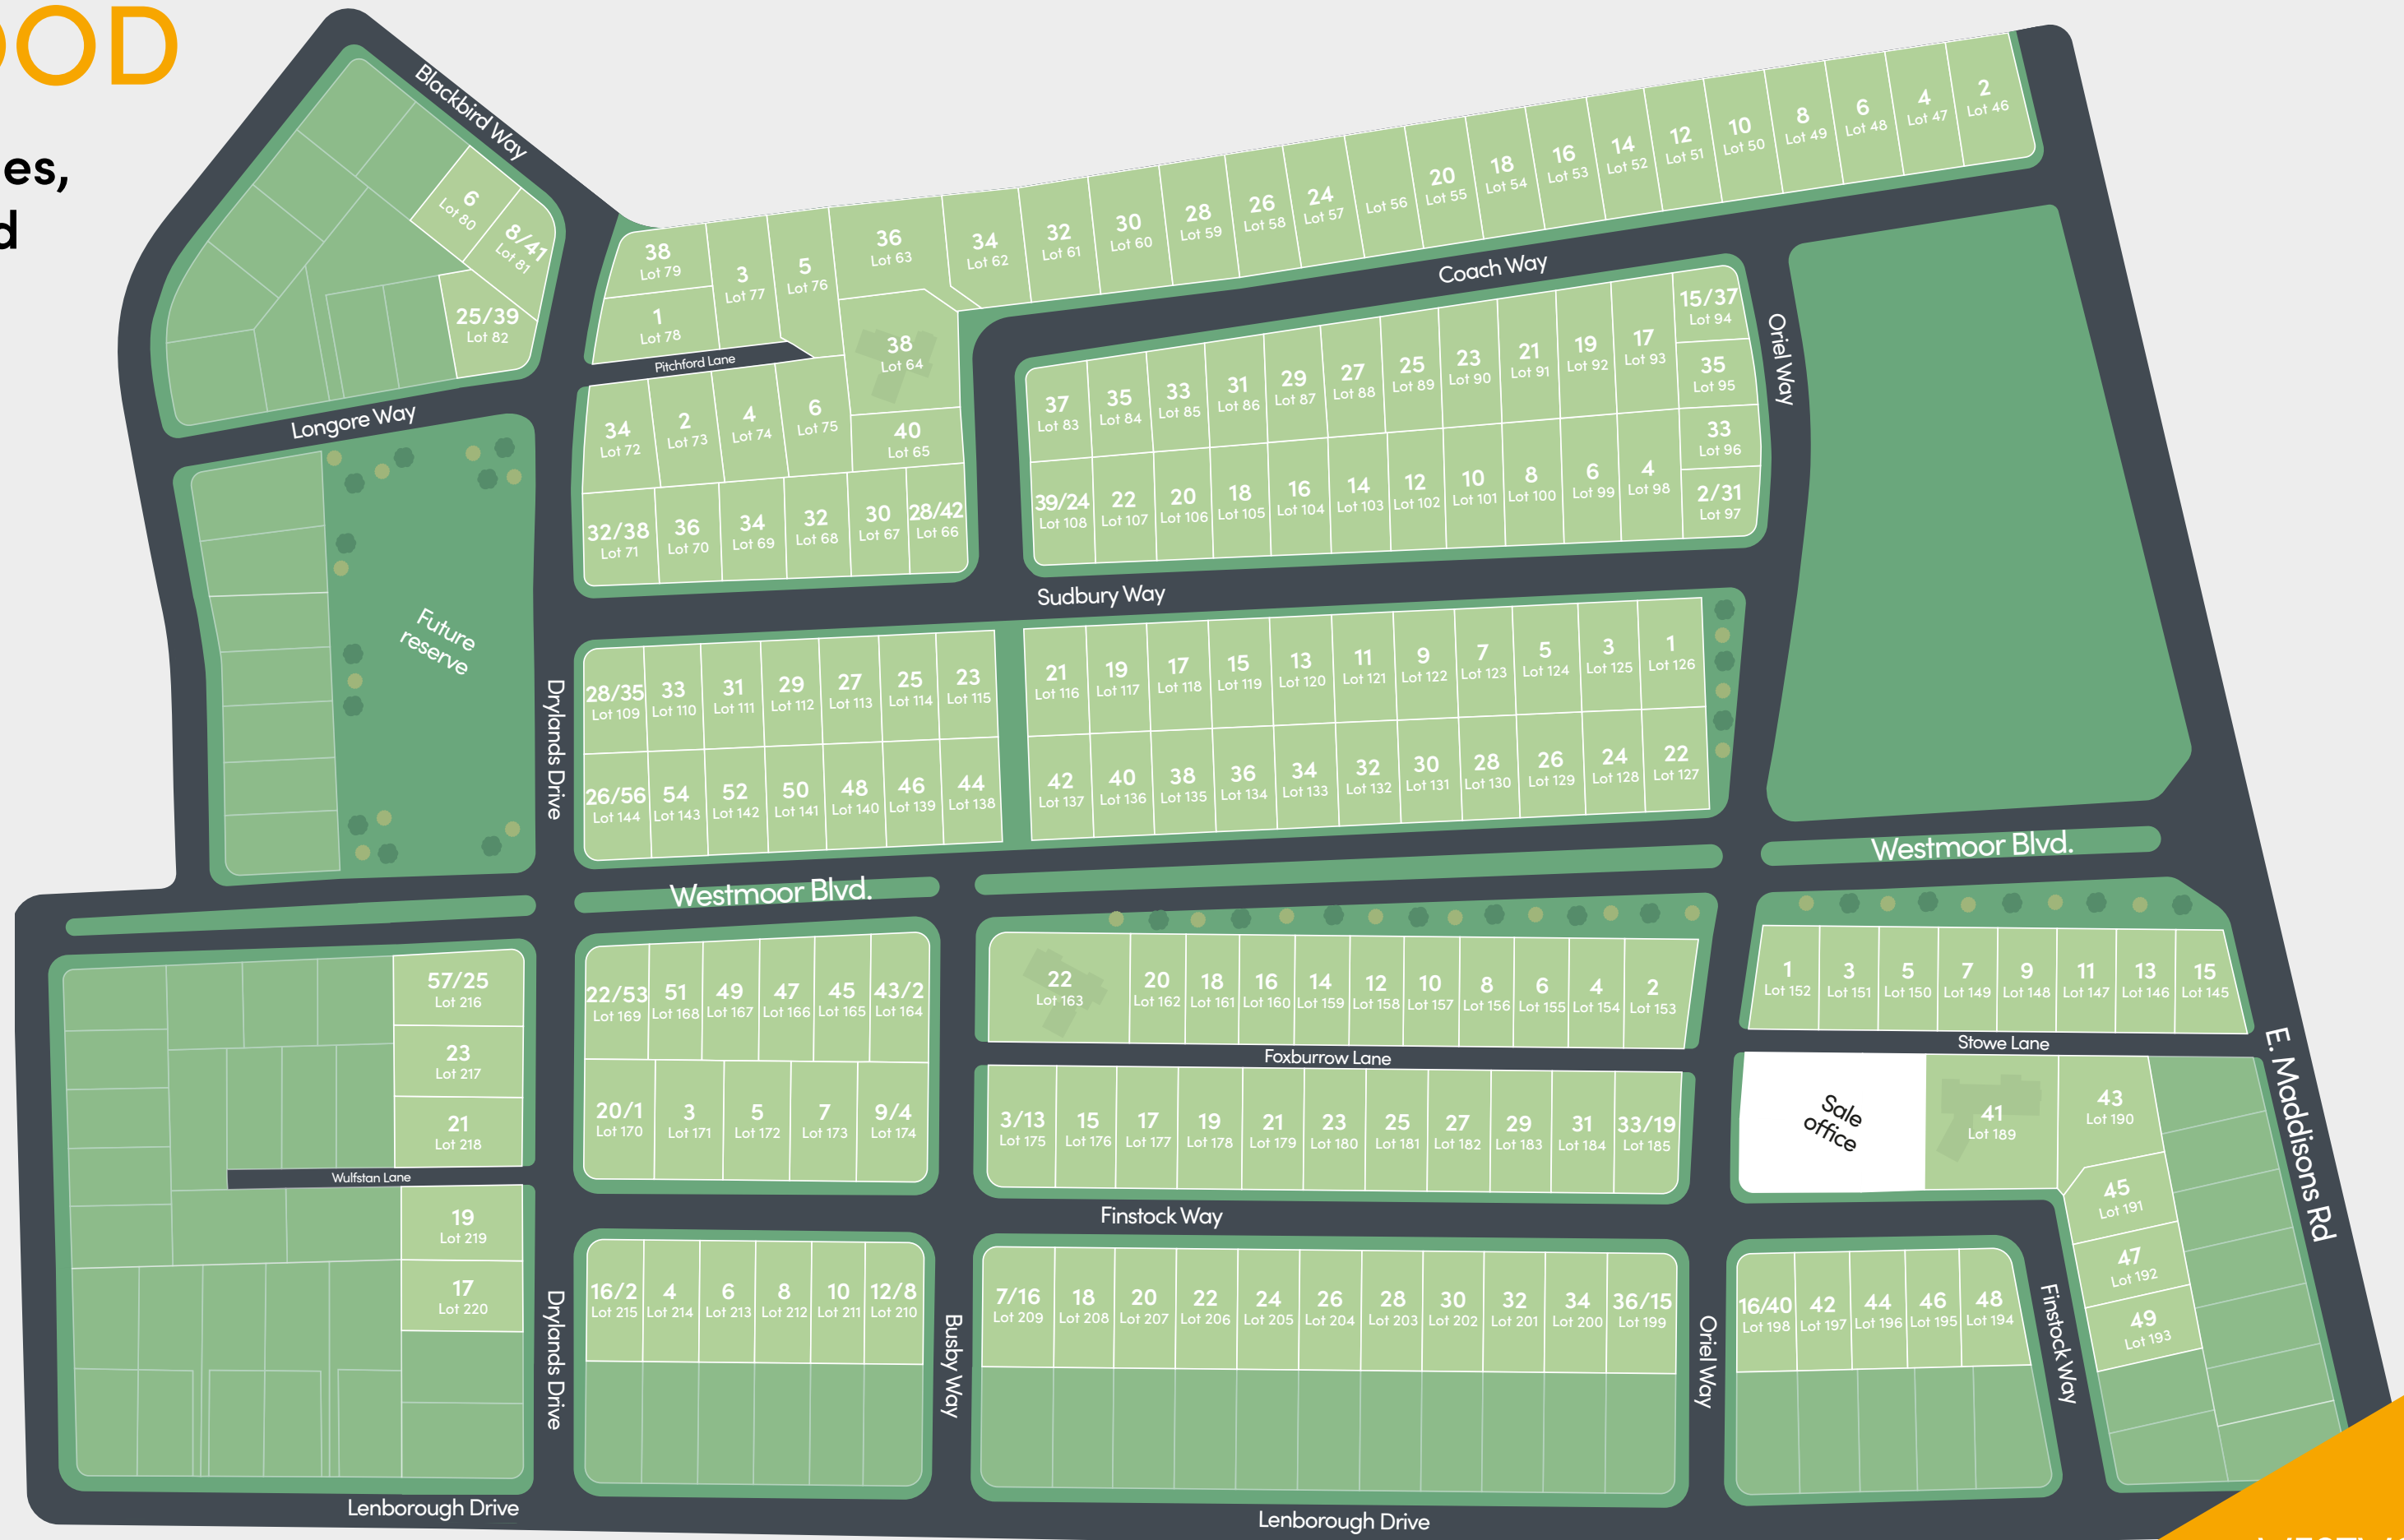 OOD
es,
d
Blackbird Way
6
Lot 80
8/41
Lot 81
25/39
Lot 82
Longore Way
38
Lot 79
1
Lot 78
3
Lot 77
5
Lot 76
36
Lot 63
34
Lot 62
32
Lot 61
30
Lot 60
28
Lot 59
26
Lot 58
24
Lot 57
Lot 56
20
Lot 55
18
Lot 54
16
Lot 53
14
Lot 52
12
Lot 51
10
Lot 50
8
Lot 49
6
Lot 48
4
Lot 47
2
Lot 46
Pitchford Lane
38
Lot 64
40
Lot 65
34
Lot 72
2
Lot 73
4
Lot 74
6
Lot 75
32/38
Lot 71
36
Lot 70
34
Lot 69
32
Lot 68
30
Lot 67
28/42
Lot 66
Coach Way
Oriel Way
37
Lot 83
35
Lot 84
33
Lot 85
31
Lot 86
29
Lot 87
27
Lot 88
25
Lot 89
23
Lot 90
21
Lot 91
19
Lot 92
17
Lot 93
15/37
Lot 94
35
Lot 95
33
Lot 96
2/31
Lot 97
39/24
Lot 108
22
Lot 107
20
Lot 106
18
Lot 105
16
Lot 104
14
Lot 103
12
Lot 102
10
Lot 101
8
Lot 100
6
Lot 99
4
Lot 98
Sudbury Way
Future
reserve
Drylands Drive
28/35
Lot 109
33
Lot 110
31
Lot 111
29
Lot 112
27
Lot 113
25
Lot 114
23
Lot 115
21
Lot 116
19
Lot 117
17
Lot 118
15
Lot 119
13
Lot 120
11
Lot 121
9
Lot 122
7
Lot 123
5
Lot 124
3
Lot 125
1
Lot 126
26/56
Lot 144
54
Lot 143
52
Lot 142
50
Lot 141
48
Lot 140
46
Lot 139
44
Lot 138
42
Lot 137
40
Lot 136
38
Lot 135
36
Lot 134
34
Lot 133
32
Lot 132
30
Lot 131
28
Lot 130
26
Lot 129
24
Lot 128
22
Lot 127
Westmoor Blvd.
Westmoor Blvd.
57/25
Lot 216
23
Lot 217
21
Lot 218
Wulfstan Lane
19
Lot 219
17
Lot 220
22/53
Lot 169
51
Lot 168
49
Lot 167
47
Lot 166
45
Lot 165
43/2
Lot 164
20/1
Lot 170
3
Lot 171
5
Lot 172
7
Lot 173
9/4
Lot 174
22
Lot 163
20
Lot 162
18
Lot 161
16
Lot 160
14
Lot 159
12
Lot 158
10
Lot 157
8
Lot 156
6
Lot 155
4
Lot 154
2
Lot 153
Foxburrow Lane
3/13
Lot 175
15
Lot 176
17
Lot 177
19
Lot 178
21
Lot 179
23
Lot 180
25
Lot 181
27
Lot 182
29
Lot 183
31
Lot 184
33/19
Lot 185
1
Lot 152
3
Lot 151
5
Lot 150
7
Lot 149
9
Lot 148
11
Lot 147
13
Lot 146
15
Lot 145
Stowe Lane
Sale
office
41
Lot 189
43
Lot 190
45
Lot 191
47
Lot 192
49
Lot 193
E. Madisons Rd
Finstock Way
Drylands Drive
16/2
Lot 215
4
Lot 214
6
Lot 213
8
Lot 212
10
Lot 211
12/8
Lot 210
Busby Way
7/16
Lot 209
18
Lot 208
20
Lot 207
22
Lot 206
24
Lot 205
26
Lot 204
28
Lot 203
30
Lot 202
32
Lot 201
34
Lot 200
36/15
Lot 199
Oriel Way
16/40
Lot 198
42
Lot 197
44
Lot 196
46
Lot 195
48
Lot 194
Finstock Way
Lenborough Drive
Lenborough Drive